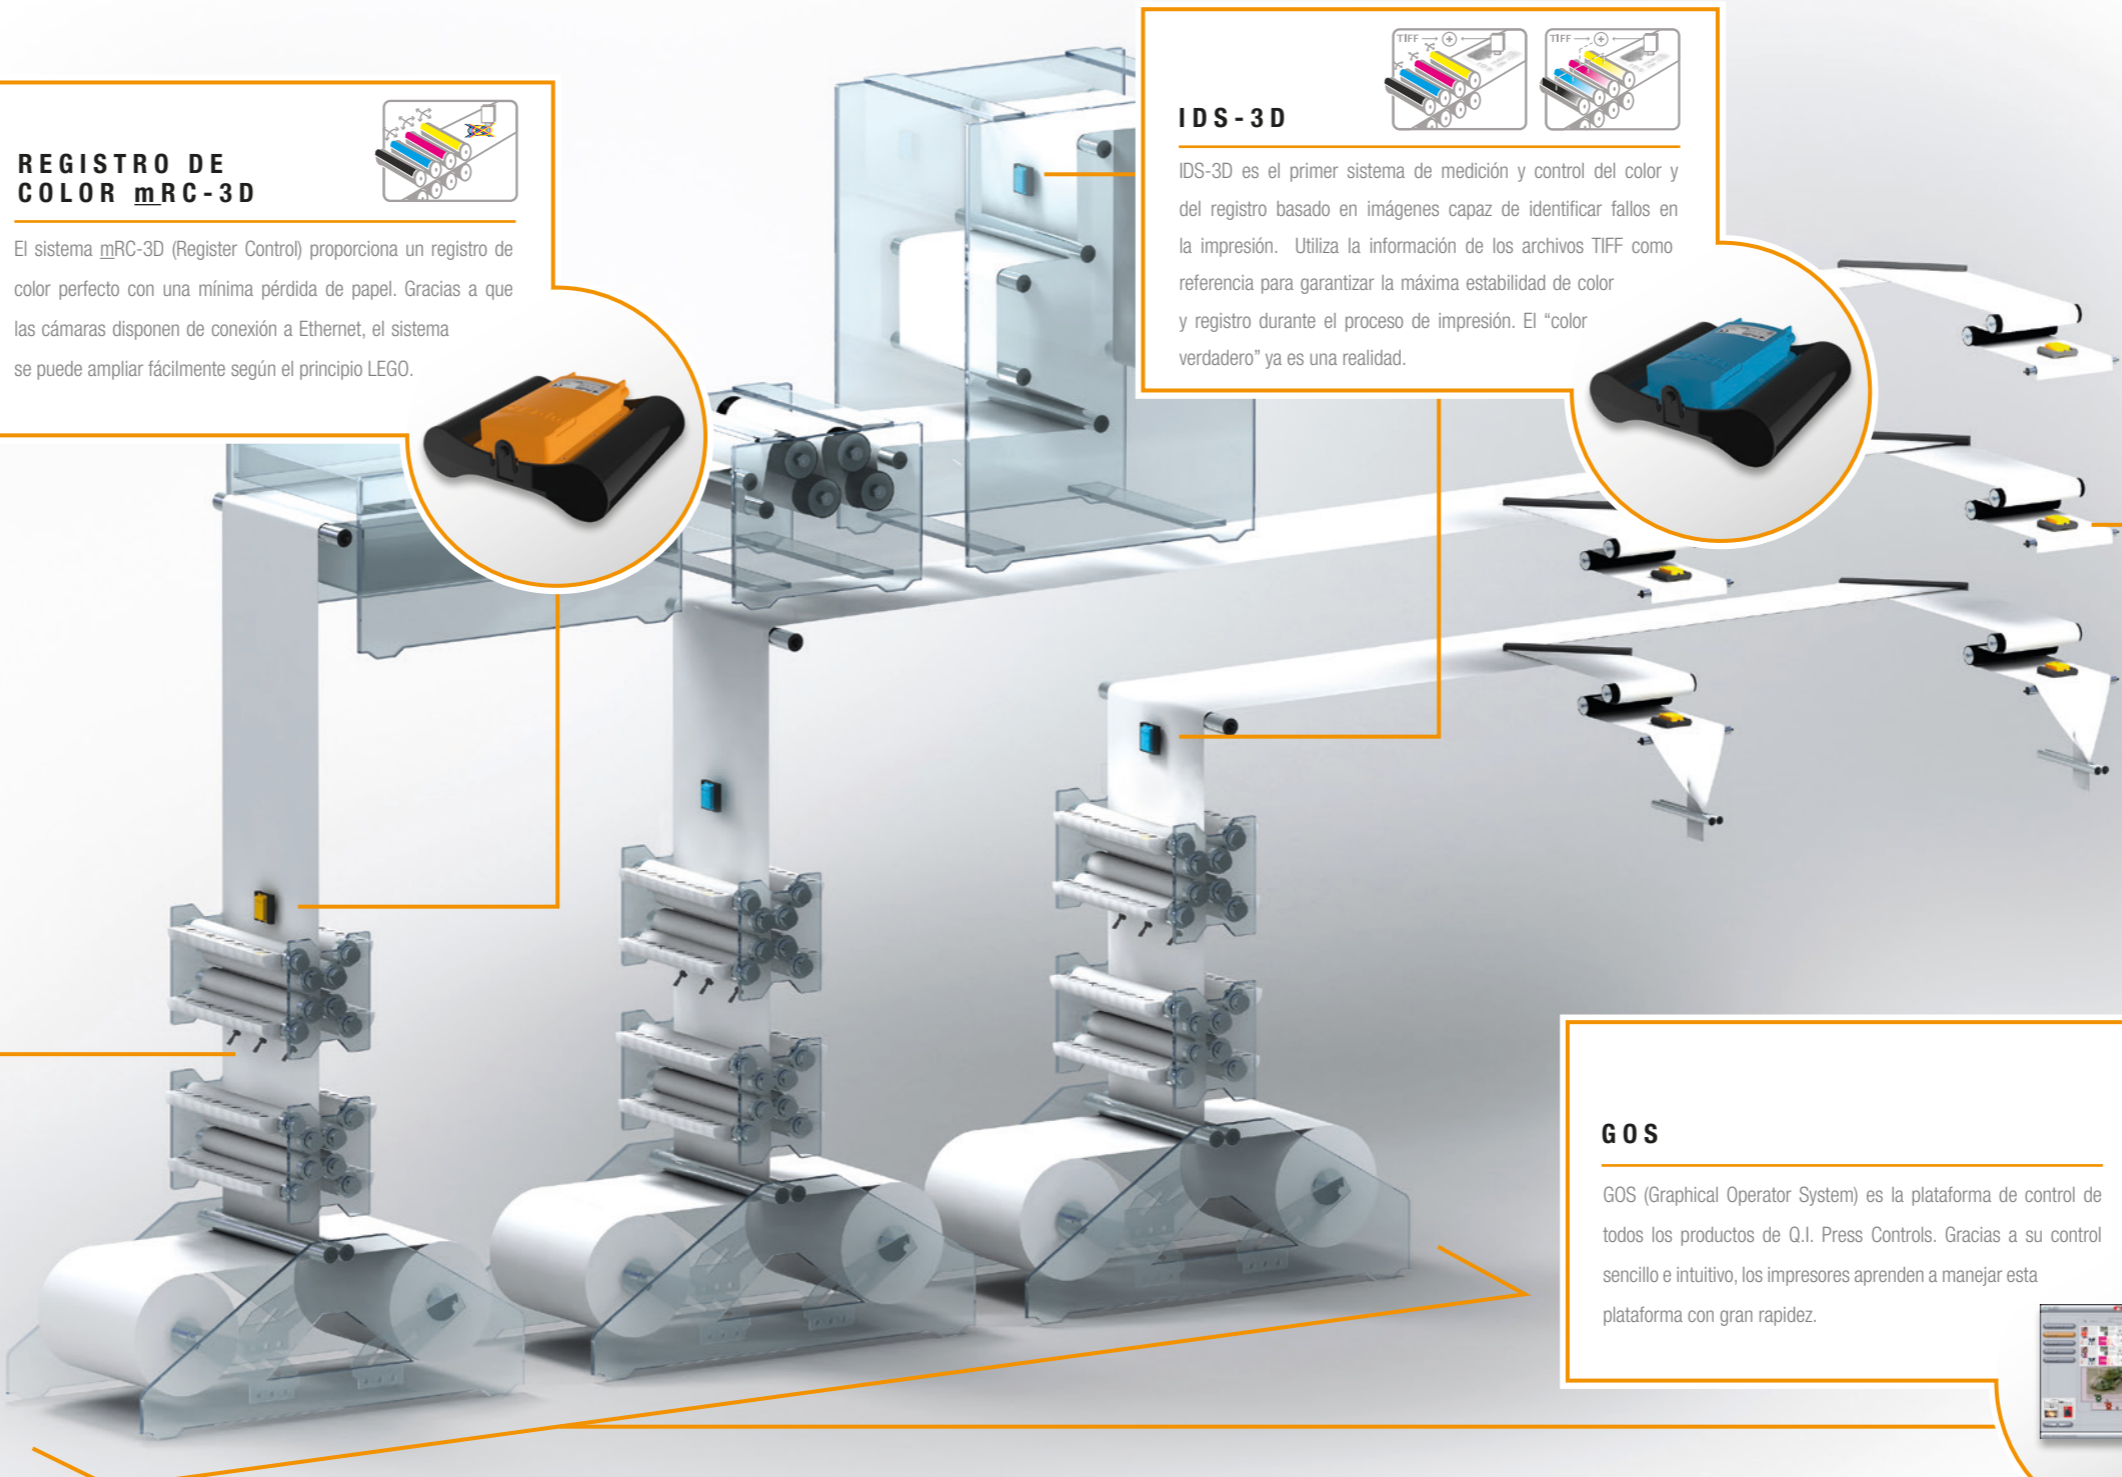 REGISTRO DE
COLOR mRC-3D
El sistema mRC-3D (Register Control) proporciona un registro de
color perfecto con una mínima pérdida de papel. Gracias a que
las cámaras disponen de conexión a Ethernet, el sistema
se puede ampliar fácilmente según el principio LEGO.
TIFF
TIFF
IDS-3D
IDS-3D es el primer sistema de medición y control del color y
del registro basado en imágenes capaz de identificar fallos en
la impresión. Utiliza la información de los archivos TIFF como
referencia para garantizar la máxima estabilidad de color
y registro durante el proceso de impresión. El “color
verdadero” ya es una realidad.
GOS
GOS (Graphical Operator System) es la plataforma de control de
todos los productos de Q.I. Press Controls. Gracias a su control
sencillo e intuitivo, los impresores aprenden a manejar esta
plataforma con gran rapidez.